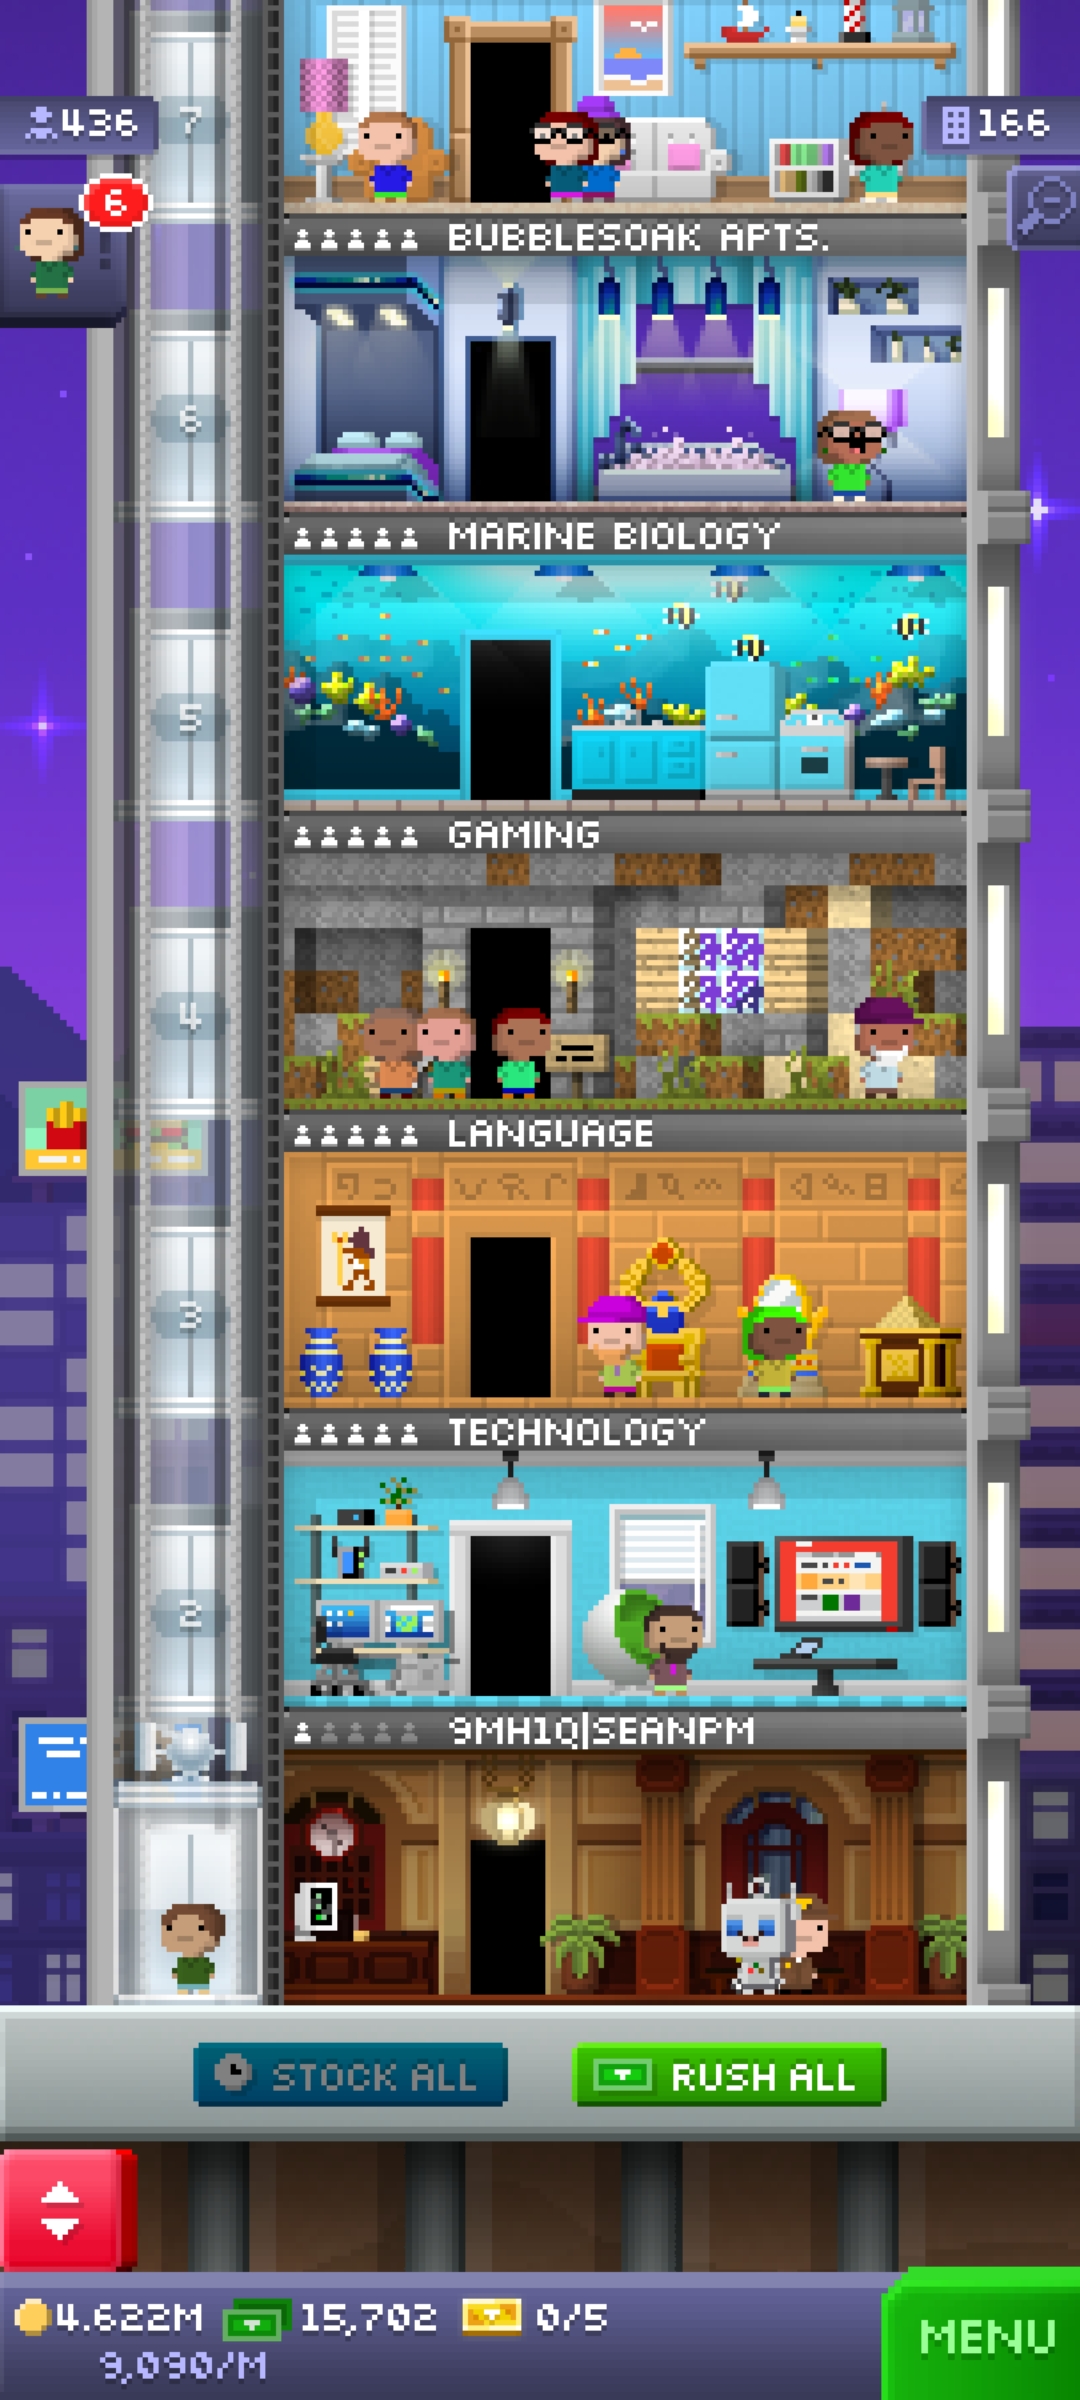 7
436
166
6
BUBBLESOAK APTS.
6
MARINE BIOLOGY
5
GAMING
4
LANGUAGE
3
TECHNOLOGY
2
9MH1Q|SEANPM
STOCK ALL
RUSH ALL
4.622M
15,702
0/5
9,090/M
MENU